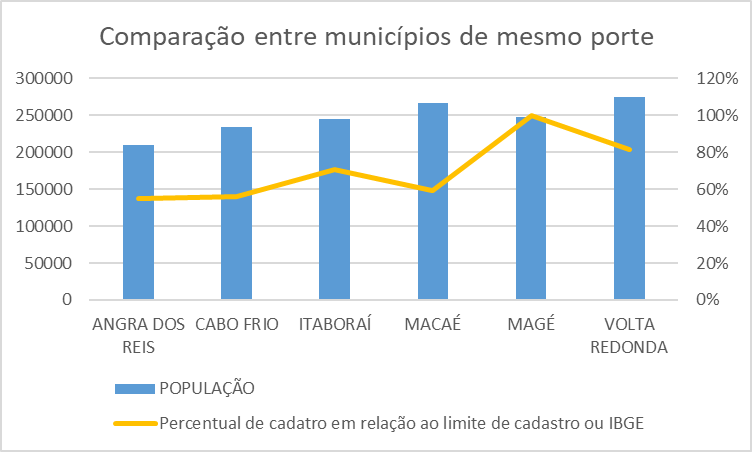 Comparação entre municípios de mesmo porte
300000 120%
250000 100%
200000 80%
150000 60%
100000 40%
50000 20%
0 0%
ANGRA DOS REIS CABO FRIO ITABORAÍ MACAÉ MAGÉ VOLTA REDONDA
POPULAÇÃO
Percentual de cadatro em relação ao limite de cadastro ou IBGE